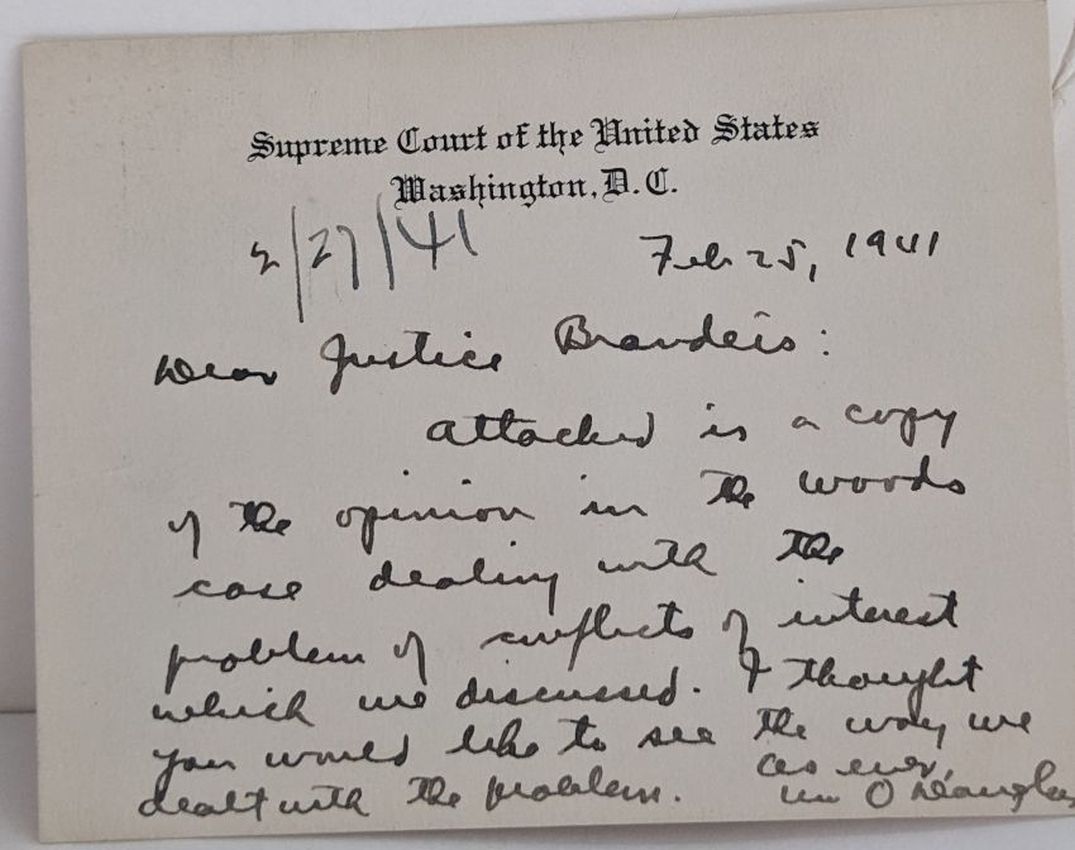 Supreme Court of the United States
Washington, D.C.
2/27/41
Feb 25, 1941
Dear Justice Brandeis:
Attached is a copy
of the opinion in the Woods
case dealing with the
problem of conflicts of interest
which we discussed. I thought
you would like to see the way we
dealt with the problem.
As ever,
Wm O Douglas